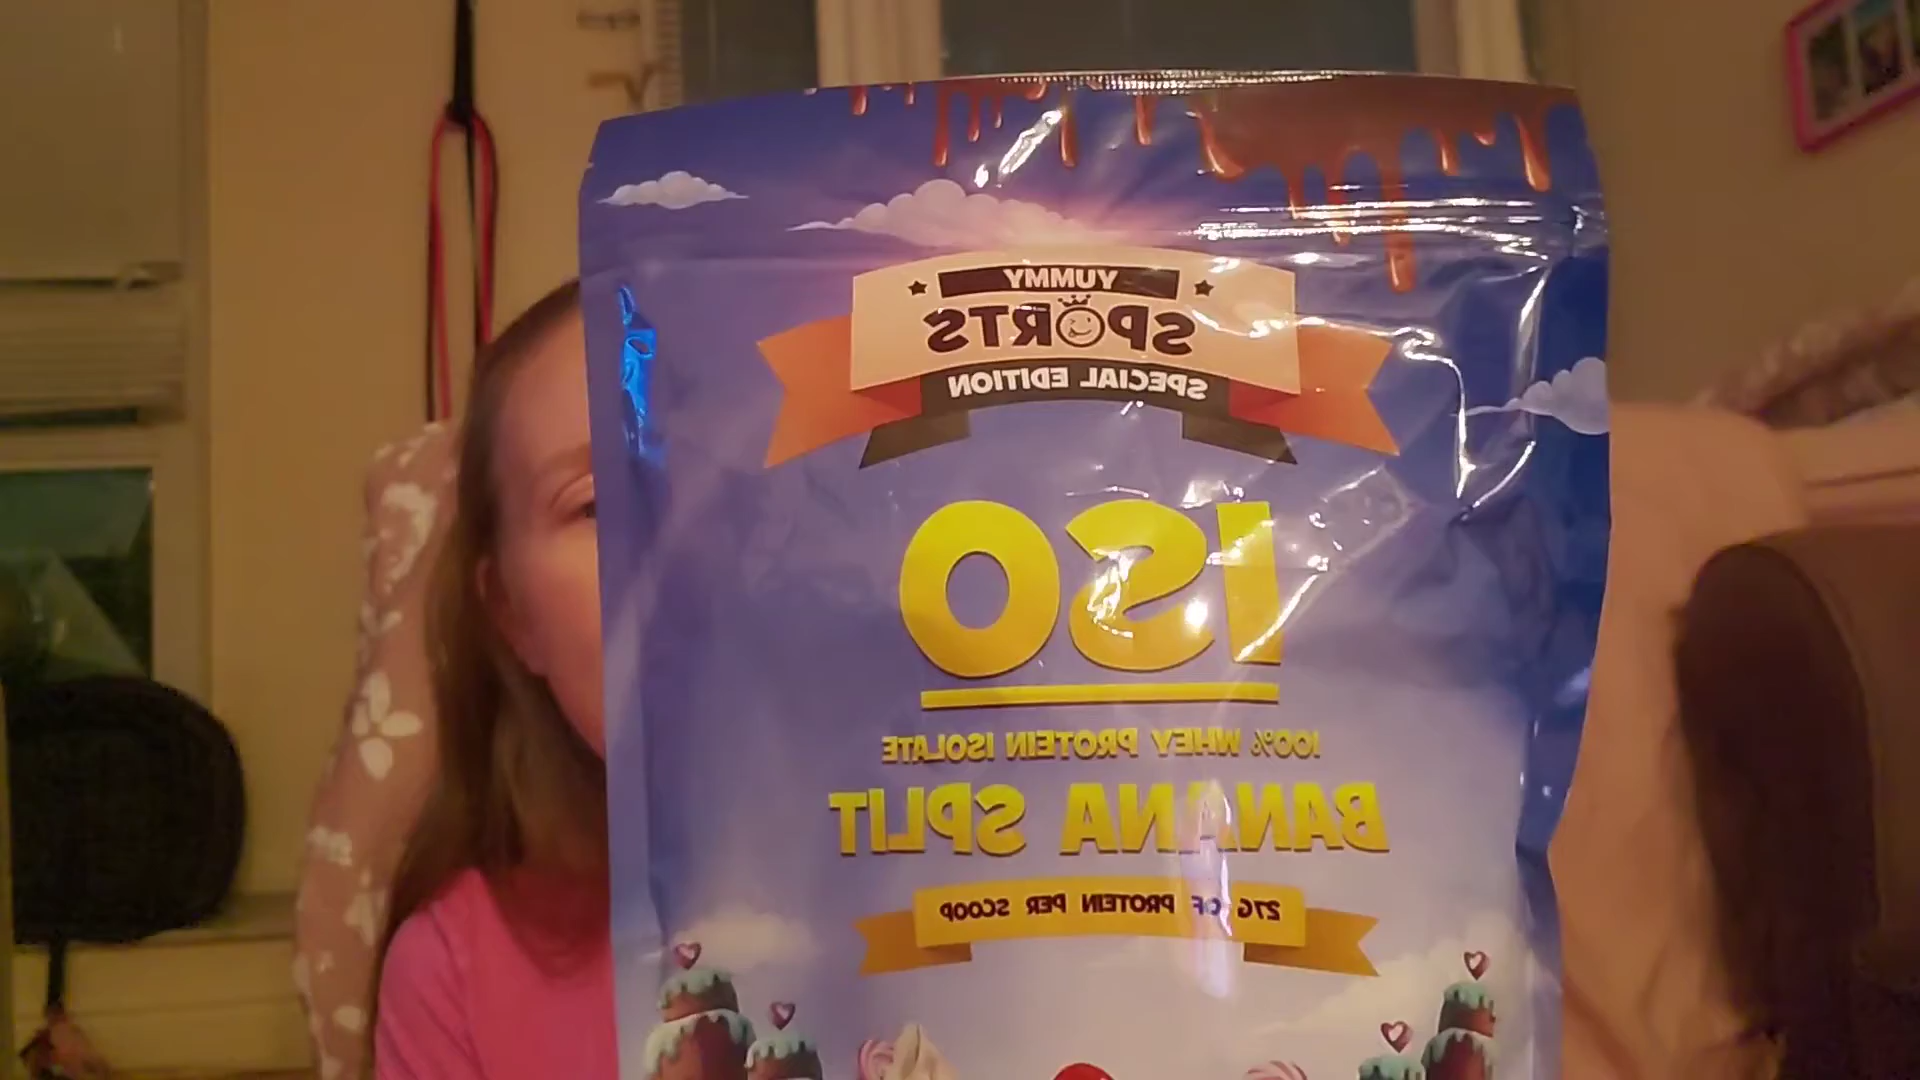 YUMMY
SPORTS
SPECIAL EDITION
ISO
100% WHEY PROTEIN ISOLATE
BANANA SPLIT
27G OF PROTEIN PER SCOOP